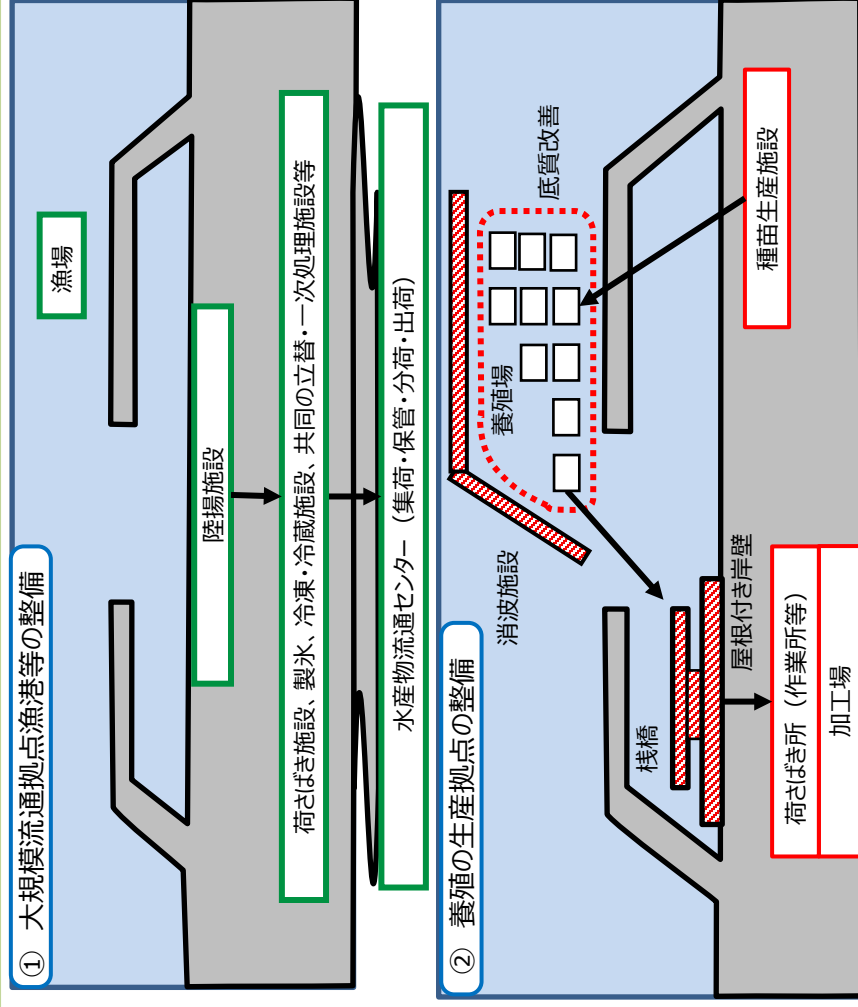 ① 大規模流通拠点漁港等の整備
漁場
陸揚施設
荷さばき施設、製氷、冷凍・冷蔵施設、共同の立替・一次処理施設等
水産物流通センター（集荷・保管・分荷・出荷）
② 養殖の生産拠点の整備
消波施設
養殖場
底質改善
桟橋
屋根付き岸壁
種苗生産施設
荷さばき所（作業所等）
加工場